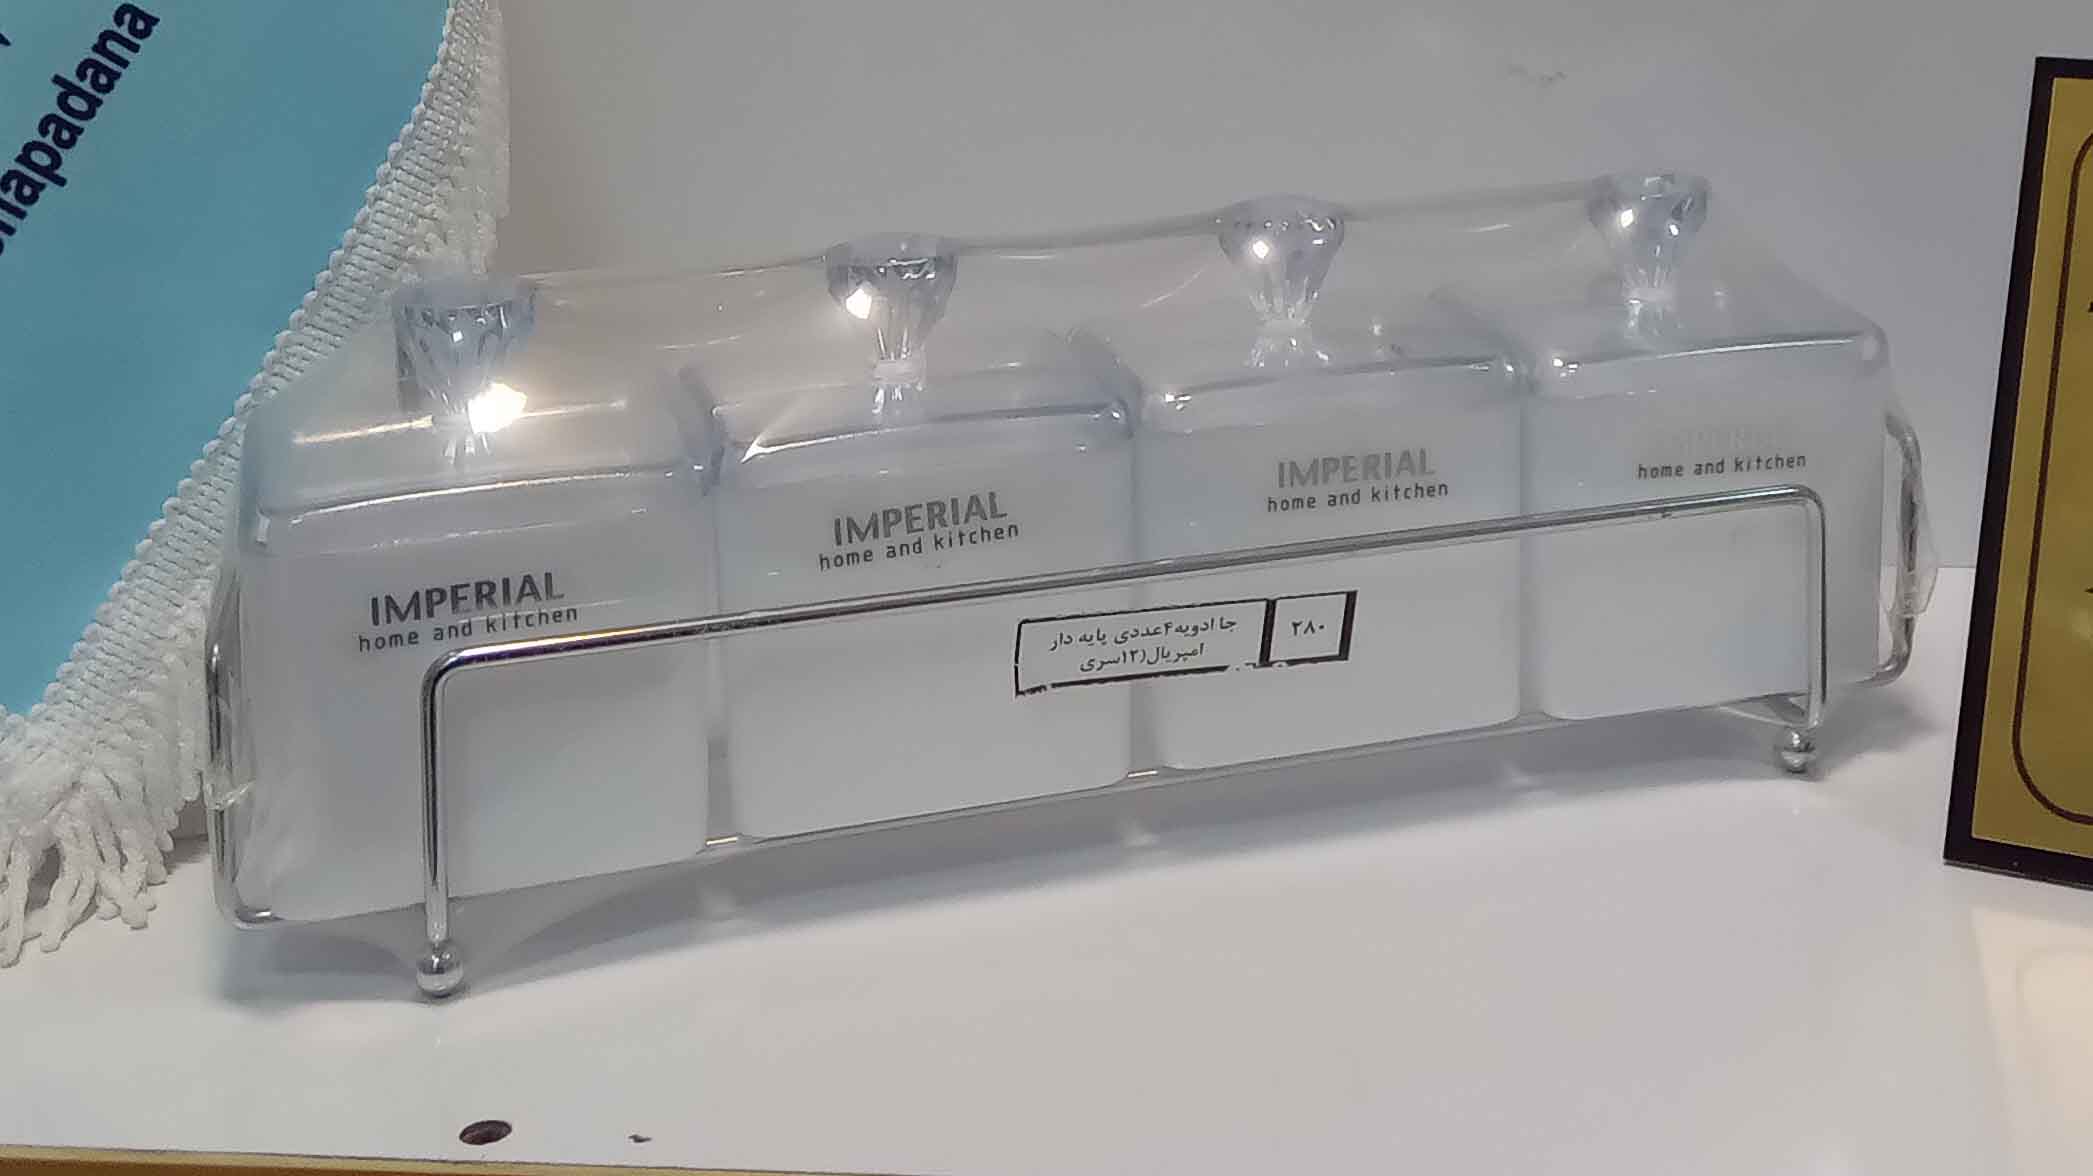 apadana
IMPERIAL
home and kitchen
IMPERIAL
home and kitchen
IMPERIAL
home and kitchen
IMPERIAL
home and kitchen
جا ادویه۴عددی پایه دار
امپریال(۱۲سری
۲۸۰